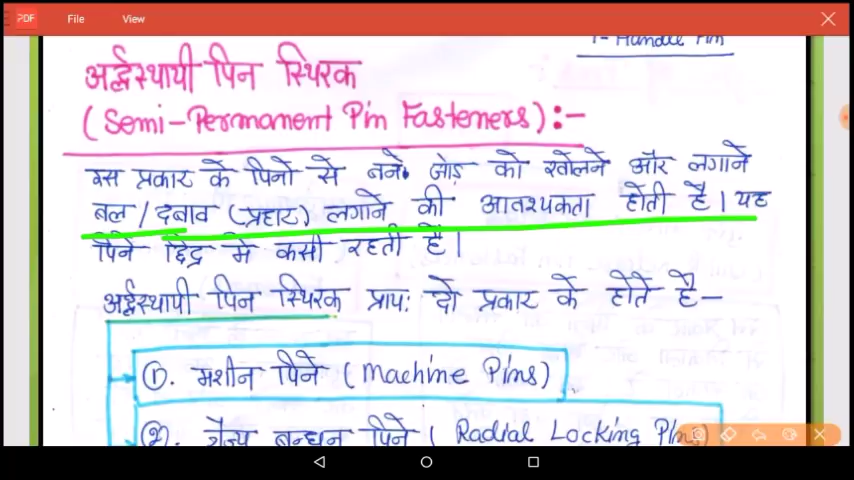 PDF File View
1- Handle Pin
अर्द्धस्थायी पिन स्थिरक
(Semi-Permanent Pin Fasteners):-
इस प्रकार के पिनो से बने जोड़ को खोलने और लगाने
बल/दबाव (प्रहार) लगाने की आवश्यकता होती है। यह
पिने छिद्र मे कसी रहती है।
अर्द्धस्थायी पिन स्थिरक प्रायः दो प्रकार के होते है-
(1). मशीन पिने (Machine Pins)
(2). बन्धन पिने ( Radial Locking Pins)